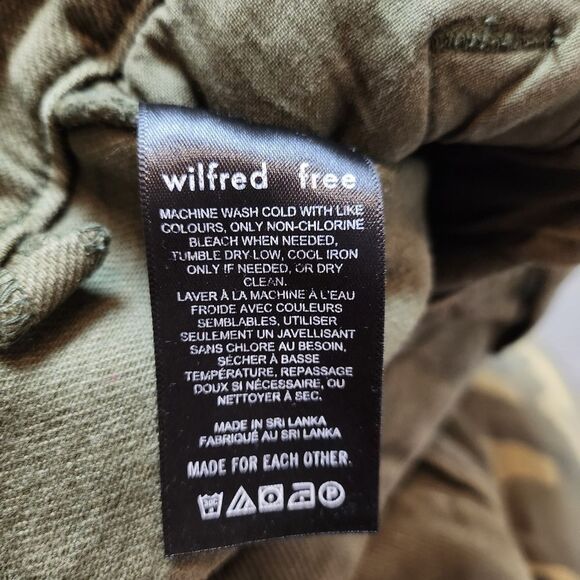 wilfred free
MACHINE WASH COLD WITH LIKE
COLOURS, ONLY NON-CHLORINE
BLEACH WHEN NEEDED,
TUMBLE DRY LOW, COOL IRON
ONLY IF NEEDED, OR DRY
CLEAN.
LAVER À LA MACHINE À L'EAU
FROIDE AVEC COULEURS
SEMBLABLES, UTILISER
SEULEMENT UN JAVELLISANT
SANS CHLORE AU BESOIN,
SÉCHER À BASSE
TEMPÉRATURE, REPASSAGE
DOUX SI NÉCESSAIRE, OU
NETTOYER À SEC.
MADE IN SRI LANKA
FABRIQUÉ AU SRI LANKA
MADE FOR EACH OTHER.